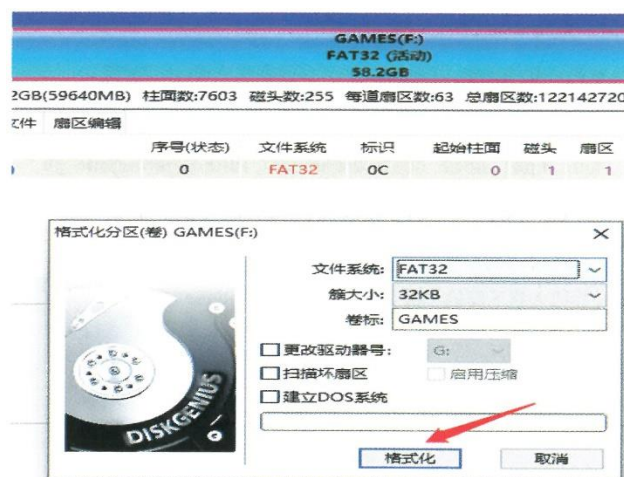 GAMES(F:)
FAT32 (活动)
58.2GB
2GB(59640MB) 柱面数:7603 磁头数:255 每道扇区数:63 总扇区数:122142720
文件 扇区编辑
序号(状态) 文件系统 标识 起始柱面 磁头 扇区
0 FAT32 0C 0 1 1
格式化分区(卷) GAMES(F:)
文件系统: FAT32
簇大小: 32KB
卷标: GAMES
更改驱动器号: G:
扫描坏扇区 启用压缩
建立DOS系统
DISKGENIUS
格式化 取消